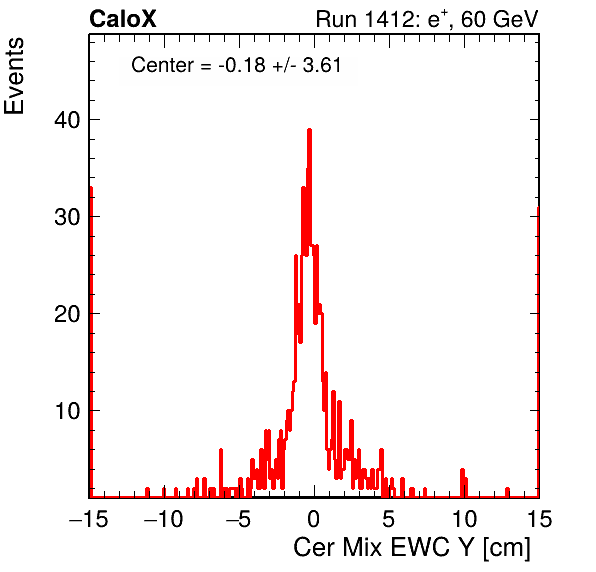 CaloX Run 1412: e⁺, 60 GeV
Center = -0.18 +/- 3.61
Events
40
30
20
10
−15 −10 −5 0 5 10 15
Cer Mix EWC Y [cm]